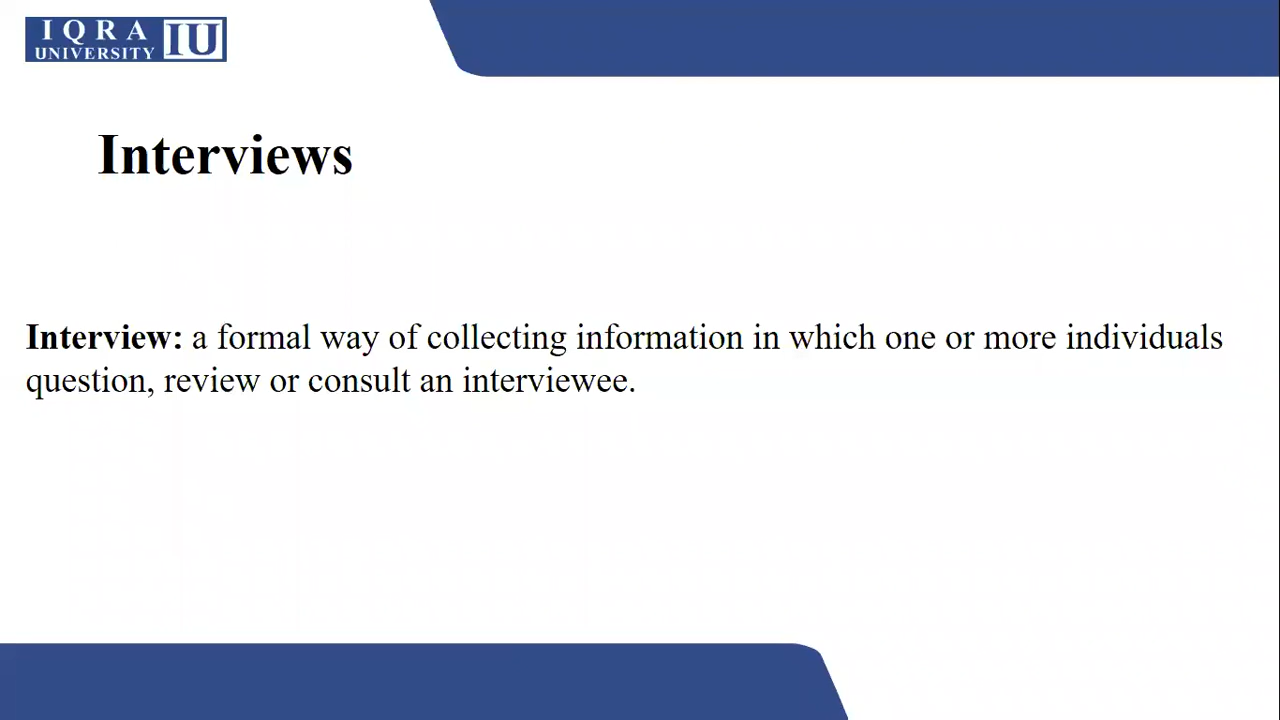 IQRA
UNIVERSITY
IU
Interviews
Interview: a formal way of collecting information in which one or more individuals
question, review or consult an interviewee.